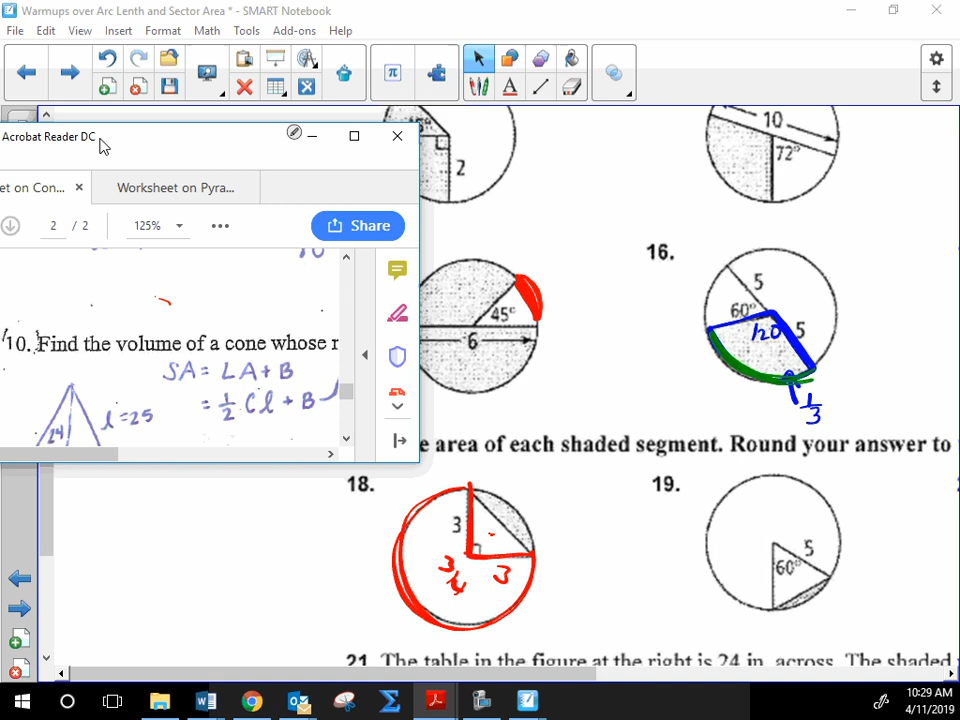 Warmups over Arc Lenth and Sector Area * - SMART Notebook
File Edit View Insert Format Math Tools Add-ons Help
10
72°
2
Acrobat Reader DC
et on Con... × Worksheet on Pyra...
2 / 2 125% Share
10. Find the volume of a cone whose r
SA = LA + B
= 1/2 Cl + B
l = 25
24
45°
6
16.
5
60°
120
5
1/3
e area of each shaded segment. Round your answer to
18.
3
3/4
3
19.
5
60°
21 The table in the figure at the right is 24 in. across. The shaded
10:29 AM
4/11/2019